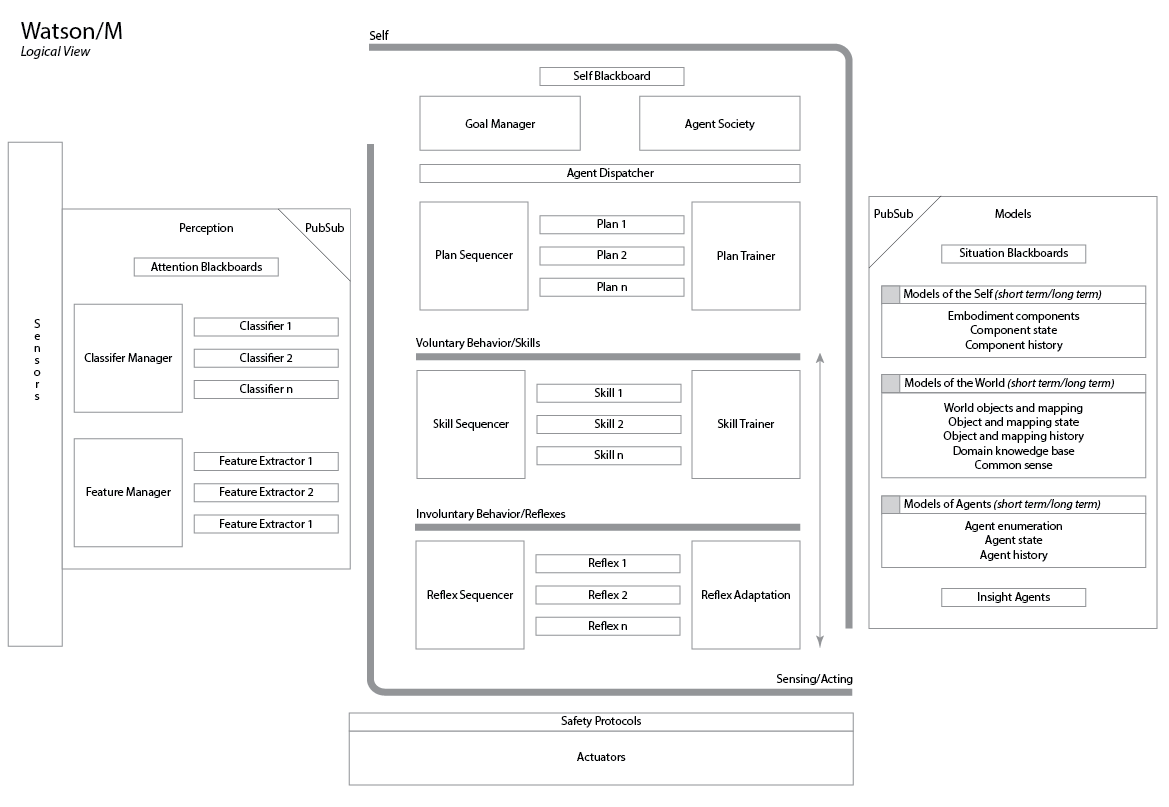 Watson/M
Logical View
Sensors
Perception
PubSub
Attention Blackboards
Classifer Manager
Classifier 1
Classifier 2
Classifier n
Feature Manager
Feature Extractor 1
Feature Extractor 2
Feature Extractor 1
Self
Self Blackboard
Goal Manager
Agent Society
Agent Dispatcher
Plan Sequencer
Plan 1
Plan 2
Plan n
Plan Trainer
Voluntary Behavior/Skills
Skill Sequencer
Skill 1
Skill 2
Skill n
Skill Trainer
Involuntary Behavior/Reflexes
Reflex Sequencer
Reflex 1
Reflex 2
Reflex n
Reflex Adaptation
Sensing/Acting
Safety Protocols
Actuators
PubSub
Models
Situation Blackboards
Models of the Self (short term/long term)
Embodiment components
Component state
Component history
Models of the World (short term/long term)
World objects and mapping
Object and mapping state
Object and mapping history
Domain knowedge base
Common sense
Models of Agents (short term/long term)
Agent enumeration
Agent state
Agent history
Insight Agents